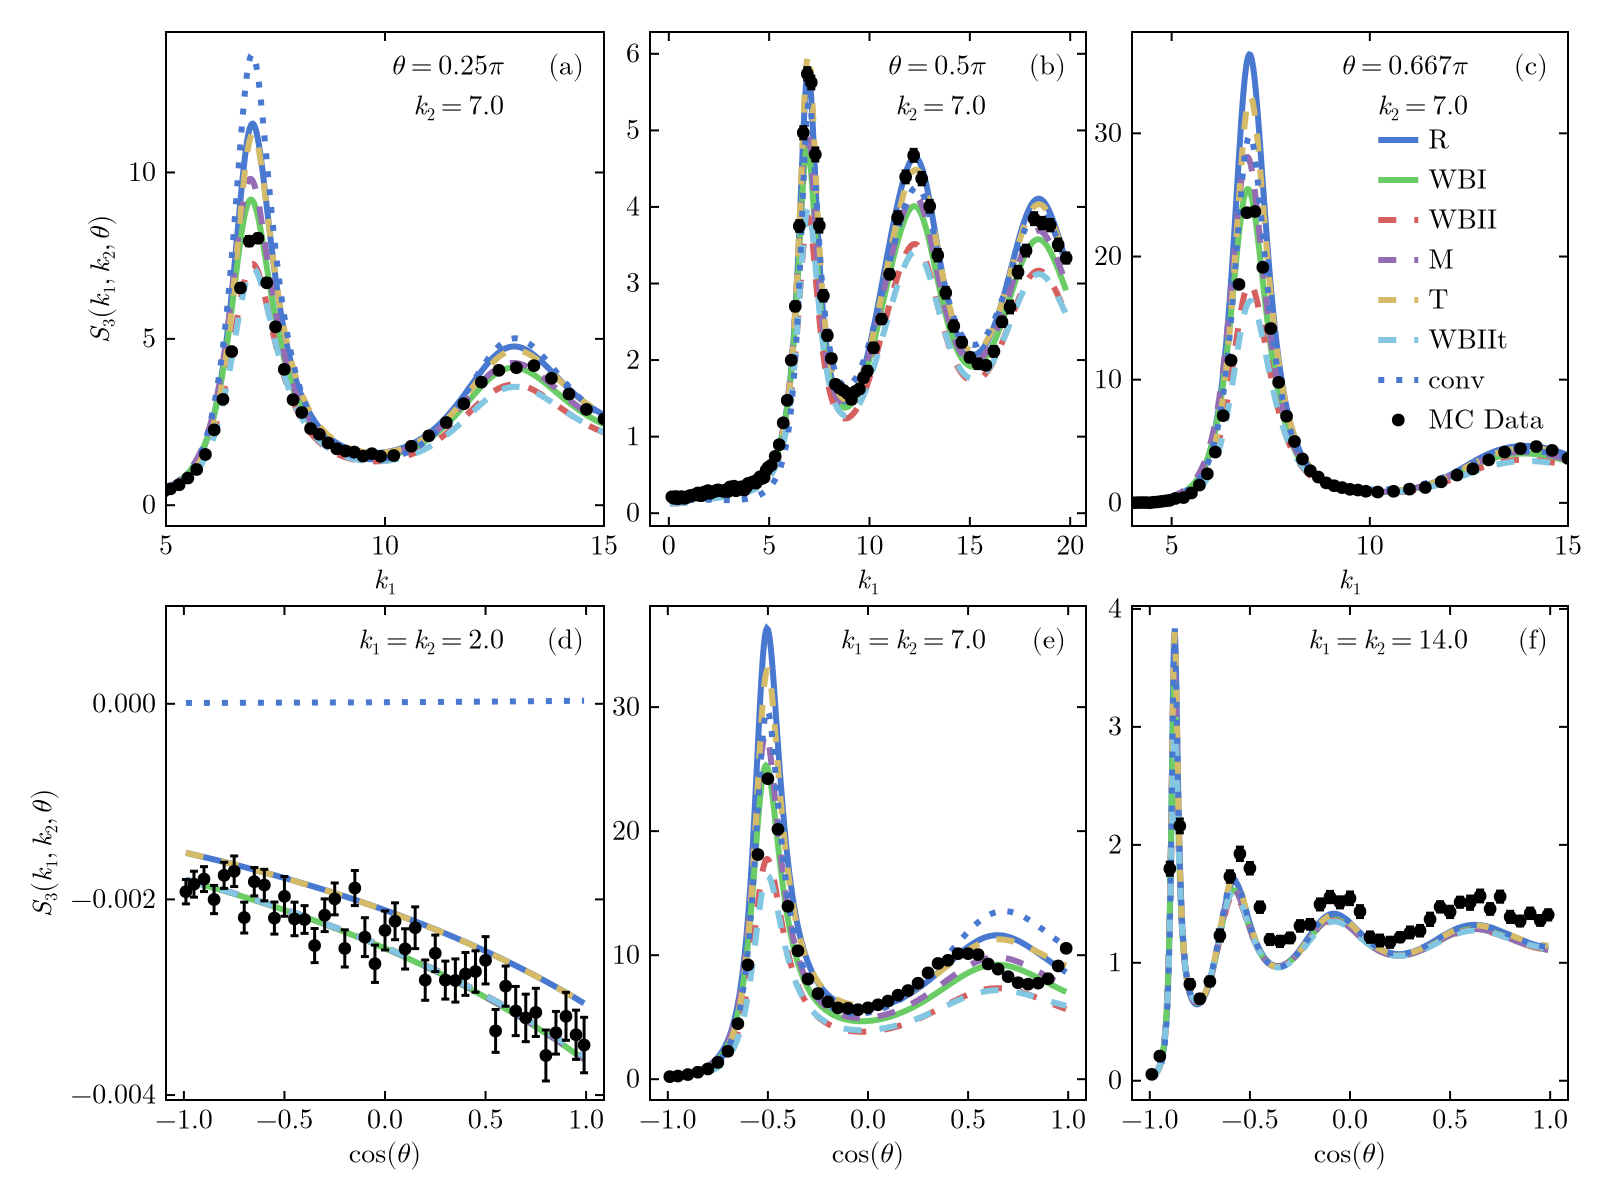 θ = 0.25π (a)
k₂ = 7.0
10
5
0
S₃(k₁, k₂, θ)
5 10 15
k₁
θ = 0.5π (b)
k₂ = 7.0
6
5
4
3
2
1
0
0 5 10 15 20
k₁
θ = 0.667π (c)
k₂ = 7.0
R
WBI
WBII
M
T
WBIIt
conv
MC Data
30
20
10
0
5 10 15
k₁
k₁ = k₂ = 2.0 (d)
0.000
−0.002
−0.004
S₃(k₁, k₂, θ)
−1.0 −0.5 0.0 0.5 1.0
cos(θ)
k₁ = k₂ = 7.0 (e)
30
20
10
0
−1.0 −0.5 0.0 0.5 1.0
cos(θ)
k₁ = k₂ = 14.0 (f)
4
3
2
1
0
−1.0 −0.5 0.0 0.5 1.0
cos(θ)